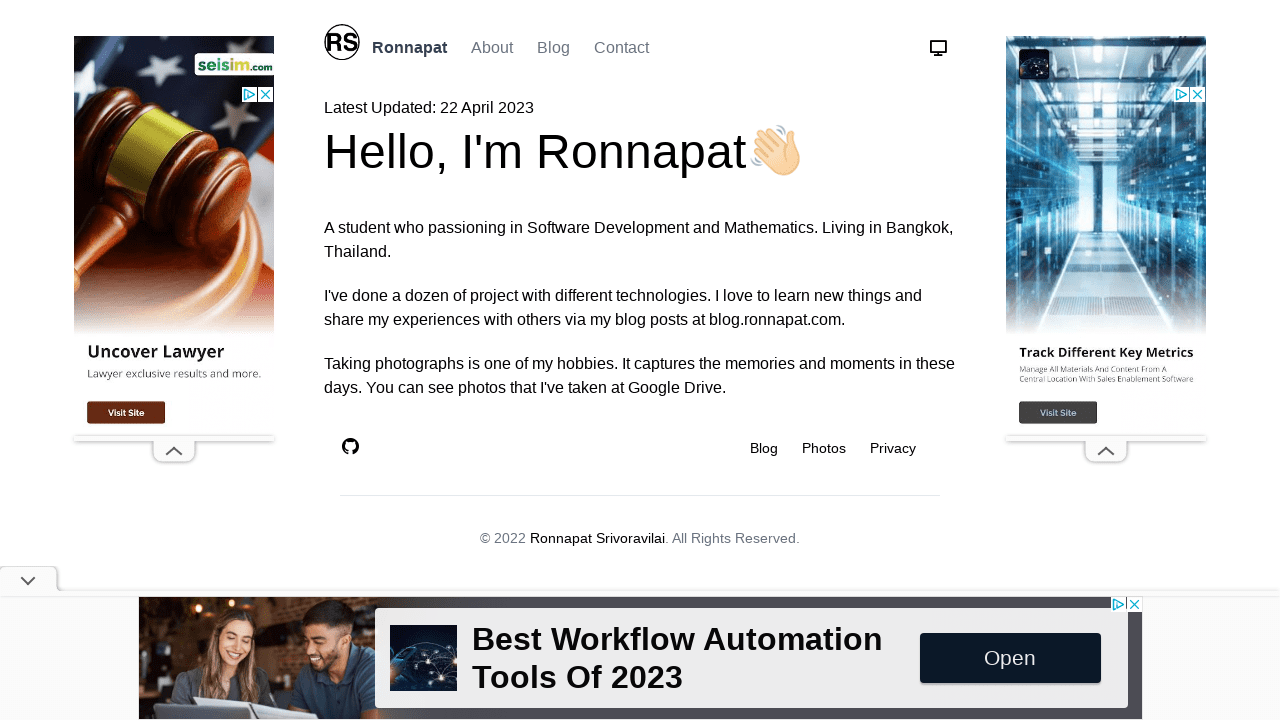 RS
Ronnapat
About
Blog
Contact
Latest Updated: 22 April 2023
Hello, I'm Ronnapat👋🏼
A student who passioning in Software Development and Mathematics. Living in Bangkok,
Thailand.
I've done a dozen of project with different technologies. I love to learn new things and
share my experiences with others via my blog posts at blog.ronnapat.com.
Taking photographs is one of my hobbies. It captures the memories and moments in these
days. You can see photos that I've taken at Google Drive.
Blog
Photos
Privacy
© 2022 Ronnapat Srivoravilai. All Rights Reserved.
seisim.com
Uncover Lawyer
Lawyer exclusive results and more.
Visit Site
Track Different Key Metrics
Manage All Materials And Content From A
Central Location With Sales Enablement Software
Visit Site
Best Workflow Automation
Tools Of 2023
Open